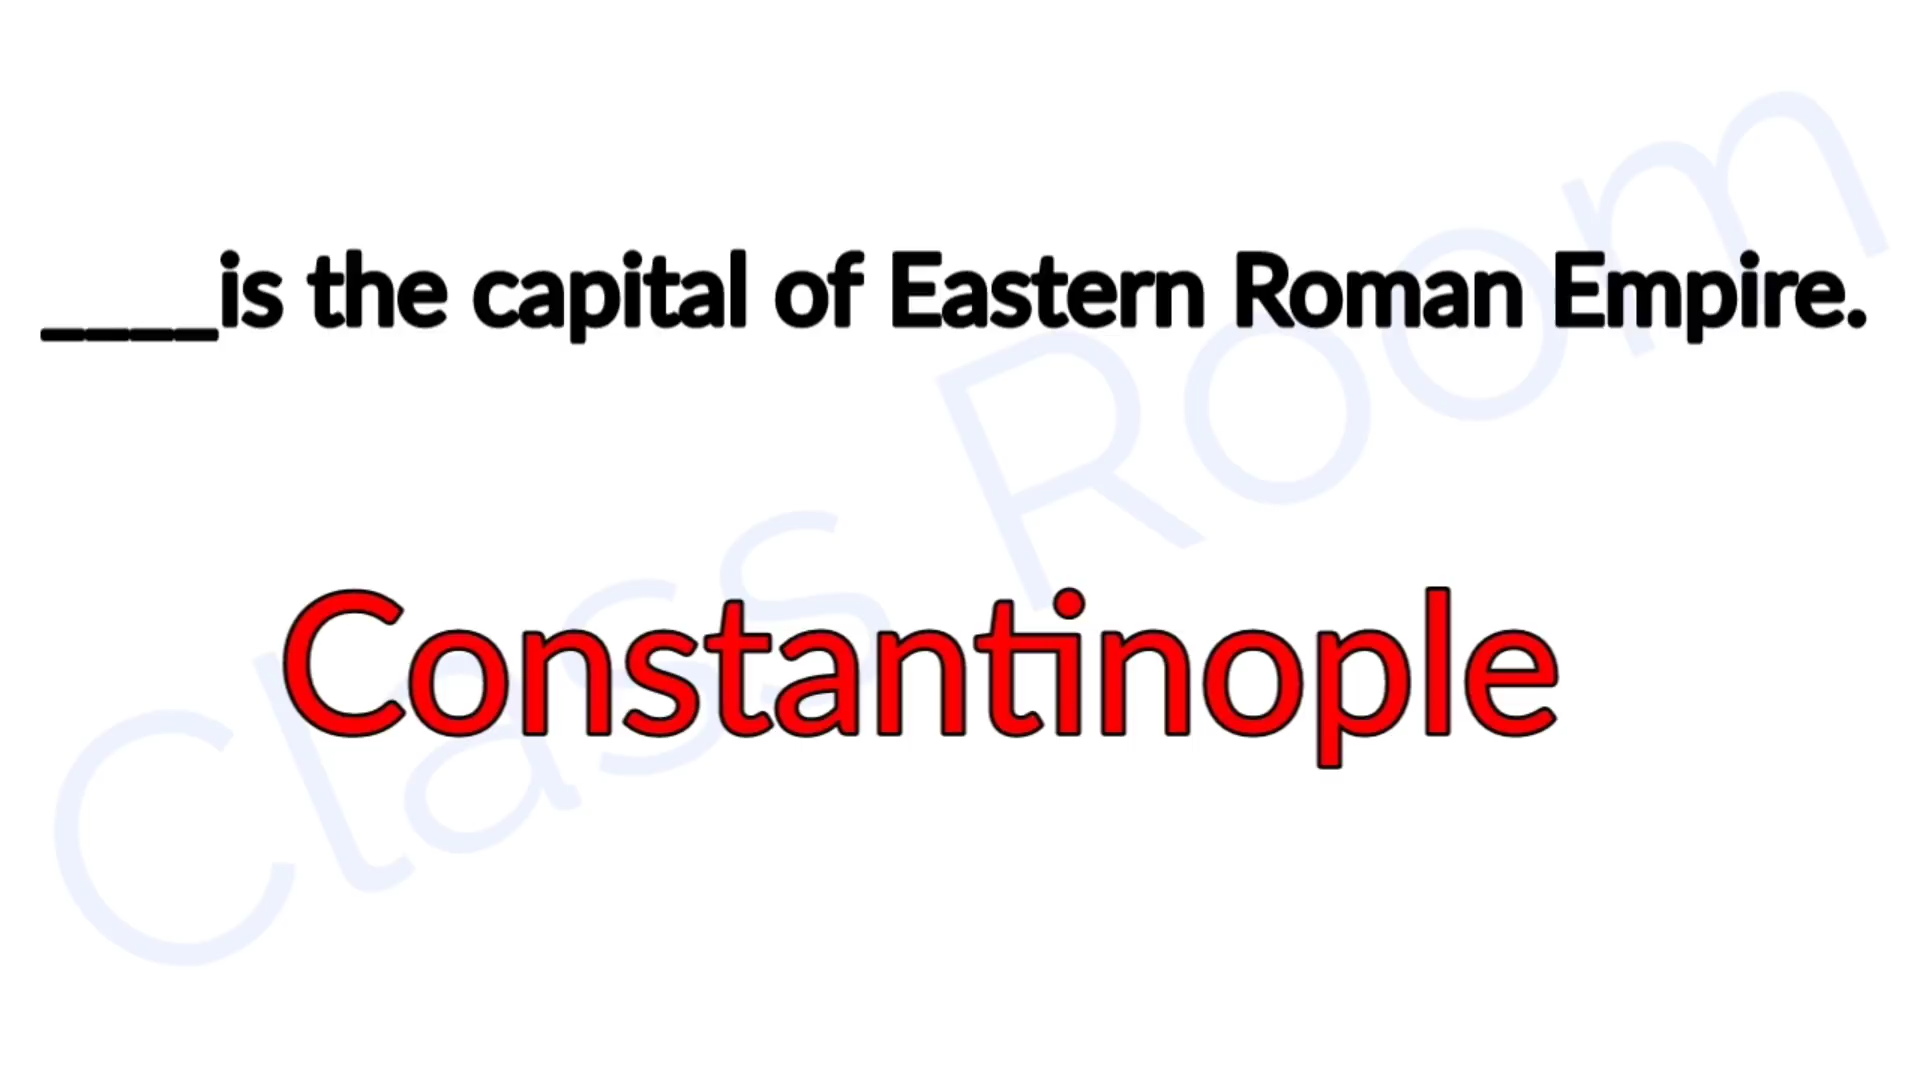 ____is the capital of Eastern Roman Empire.
Constantinople
Class Room